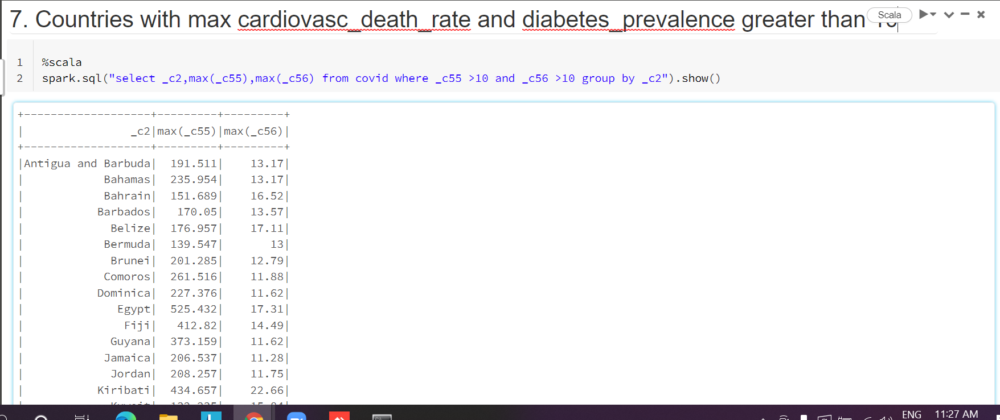 7. Countries with max cardiovasc_death_rate and diabetes_prevalence greater than 10
Scala
1 %scala
2 spark.sql("select _c2,max(_c55),max(_c56) from covid where _c55 >10 and _c56 >10 group by _c2").show()
+-------------------+---------+---------+
| _c2|max(_c55)|max(_c56)|
+-------------------+---------+---------+
|Antigua and Barbuda| 191.511| 13.17|
| Bahamas| 235.954| 13.17|
| Bahrain| 151.689| 16.52|
| Barbados| 170.05| 13.57|
| Belize| 176.957| 17.11|
| Bermuda| 139.547| 13|
| Brunei| 201.285| 12.79|
| Comoros| 261.516| 11.88|
| Dominica| 227.376| 11.62|
| Egypt| 525.432| 17.31|
| Fiji| 412.82| 14.49|
| Guyana| 373.159| 11.62|
| Jamaica| 206.537| 11.28|
| Jordan| 208.257| 11.75|
| Kiribati| 434.657| 22.66|
ENG 11:27 AM